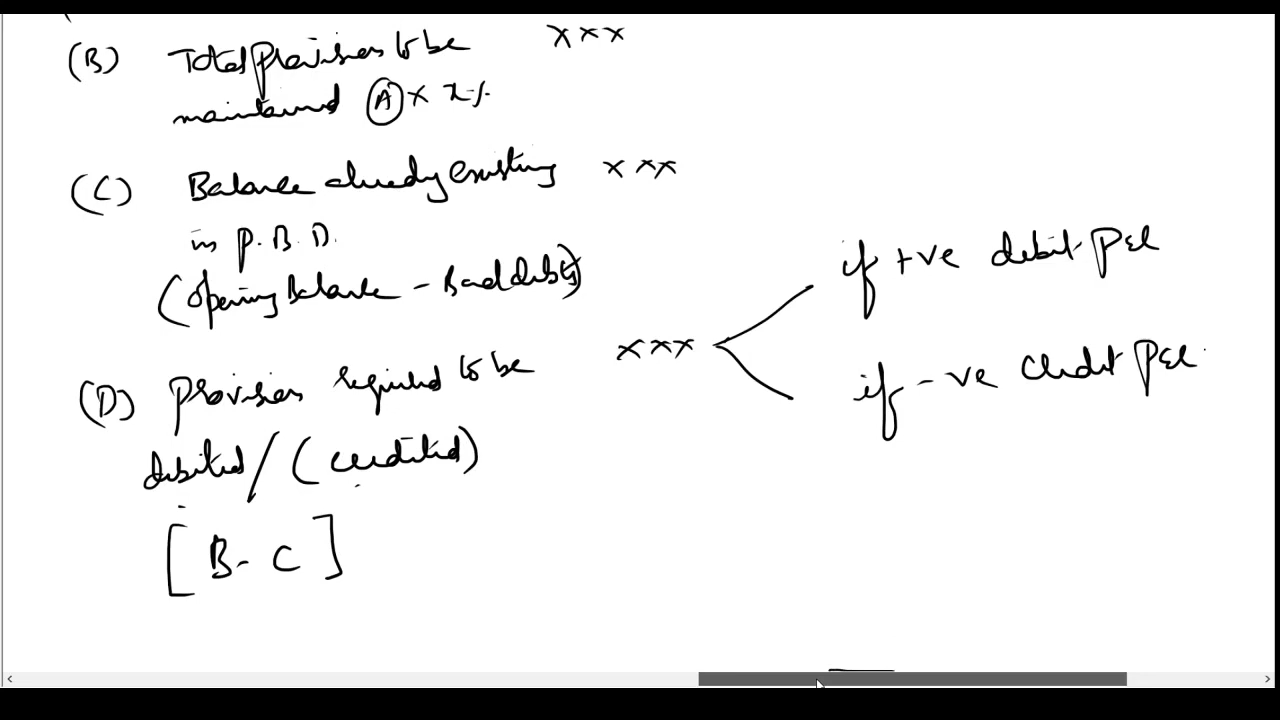 (B) Total provision to be xxx
maintained (A) x x%
(C) Balance already existing xxx
in P.B.D.
(opening Balance - Bad debts)
(D) provision required to be xxx
debited / (credited)
[B - C]
if +ve debit P&L
if -ve credit P&L